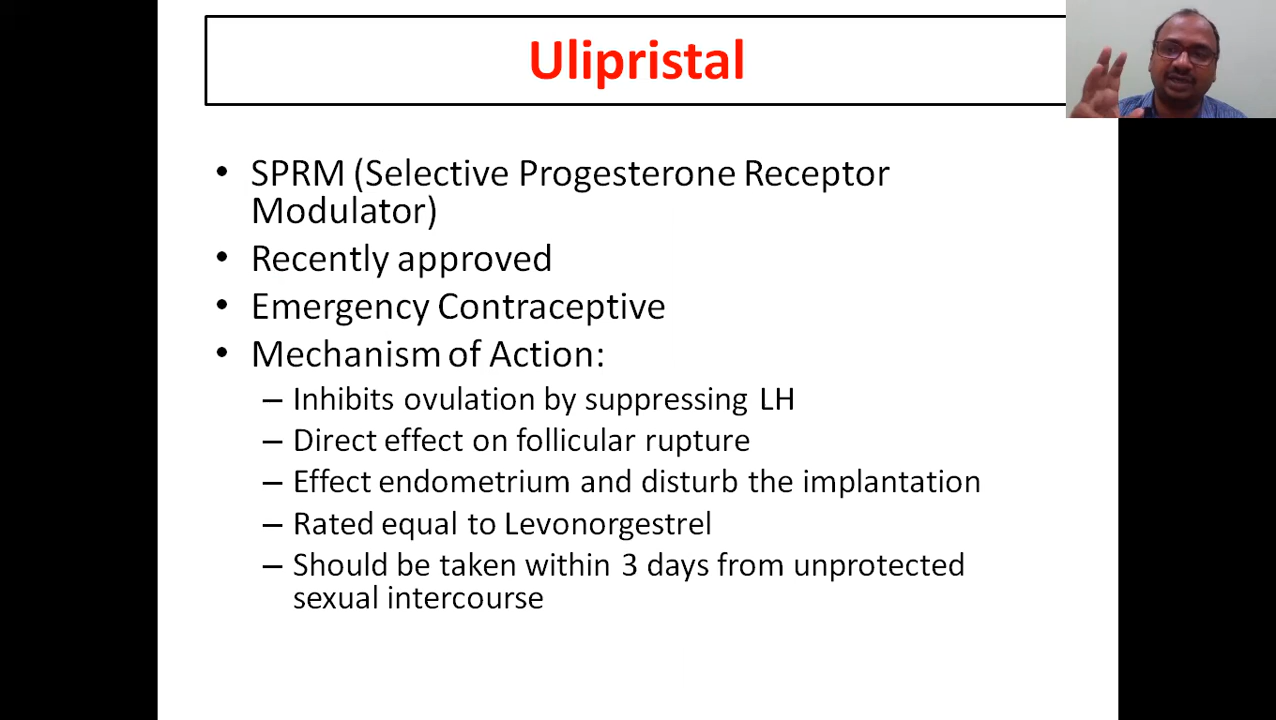 Ulipristal
• SPRM (Selective Progesterone Receptor
Modulator)
• Recently approved
• Emergency Contraceptive
• Mechanism of Action:
– Inhibits ovulation by suppressing LH
– Direct effect on follicular rupture
– Effect endometrium and disturb the implantation
– Rated equal to Levonorgestrel
– Should be taken within 3 days from unprotected
sexual intercourse